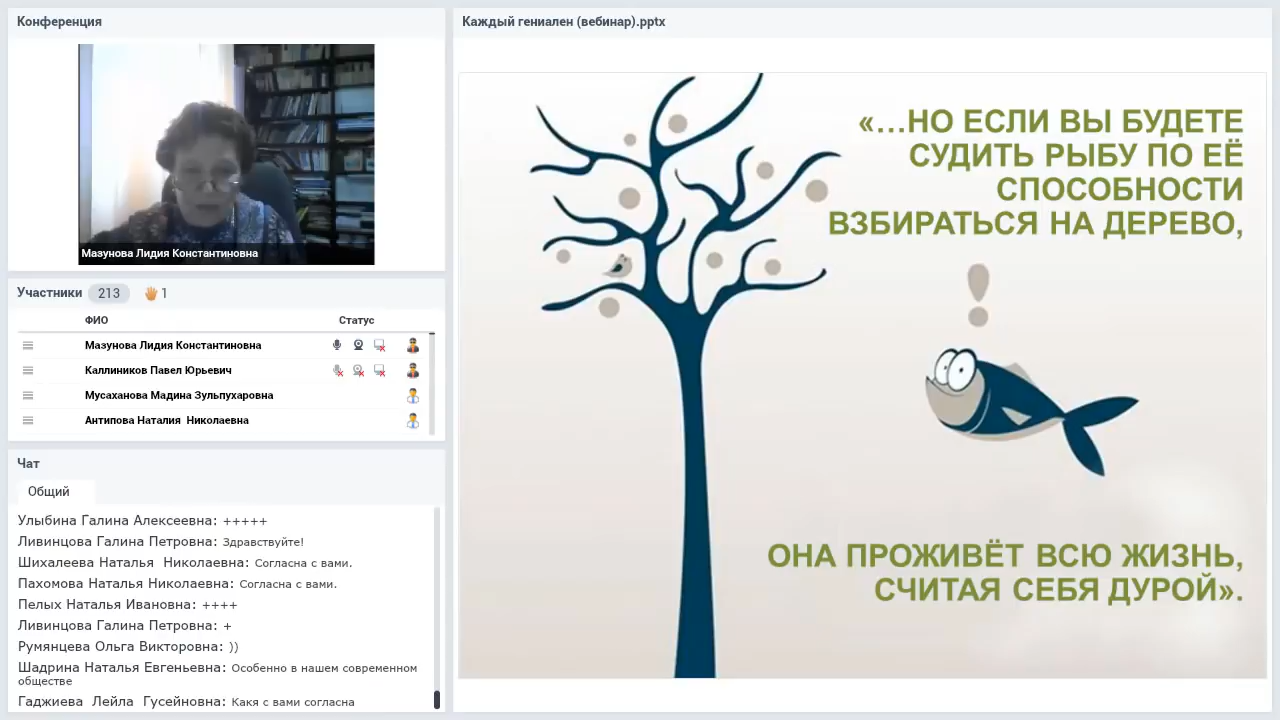 Конференция
Мазунова Лидия Константиновна
Участники 213 1
ФИО Статус
Мазунова Лидия Константиновна
Каллиников Павел Юрьевич
Мусаханова Мадина Зульпухаровна
Антипова Наталия Николаевна
Чат
Общий
Улыбина Галина Алексеевна: +++++
Ливинцова Галина Петровна: Здравствуйте!
Шихалеева Наталья Николаевна: Согласна с вами.
Пахомова Наталья Николаевна: Согласна с вами.
Пелых Наталья Ивановна: ++++
Ливинцова Галина Петровна: +
Румянцева Ольга Викторовна: ))
Шадрина Наталья Евгеньевна: Особенно в нашем современном
обществе
Гаджиева Лейла Гусейновна: Какя с вами согласна
Каждый гениален (вебинар).pptx
«...НО ЕСЛИ ВЫ БУДЕТЕ
СУДИТЬ РЫБУ ПО ЕЁ
СПОСОБНОСТИ
ВЗБИРАТЬСЯ НА ДЕРЕВО,
ОНА ПРОЖИВЁТ ВСЮ ЖИЗНЬ,
СЧИТАЯ СЕБЯ ДУРОЙ».